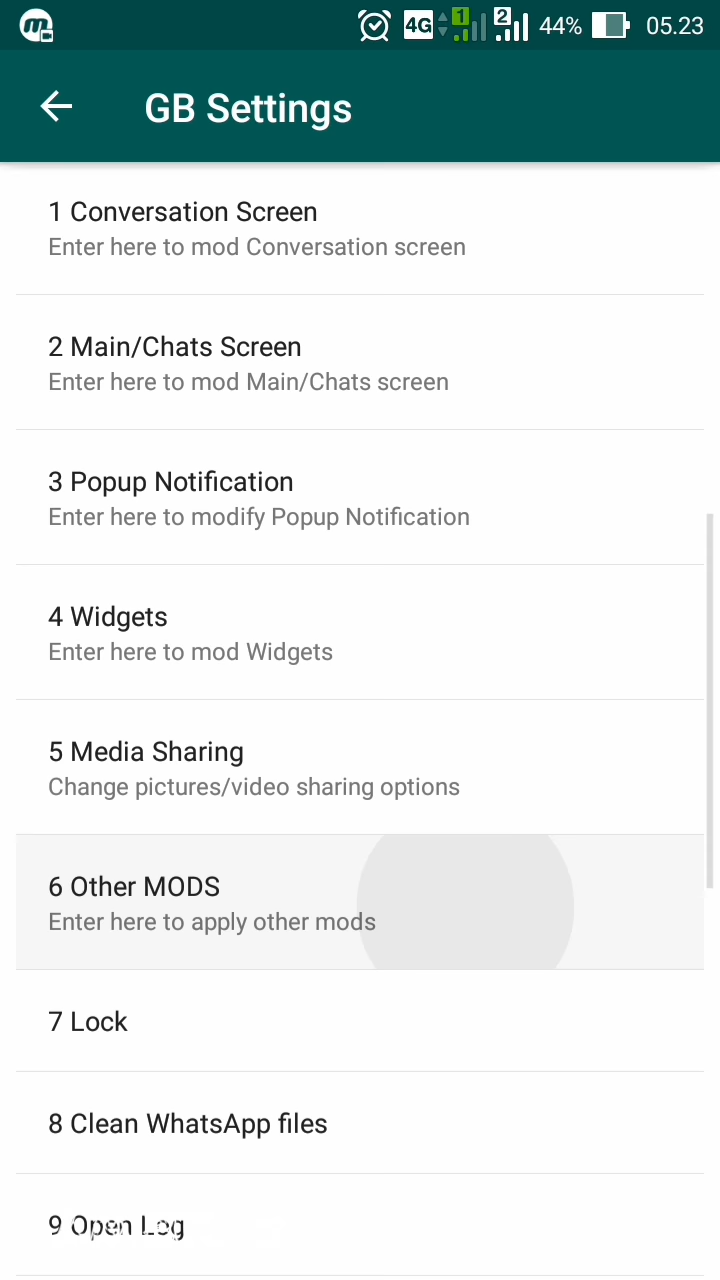 4G 1 2 44% 05.23
GB Settings
1 Conversation Screen
Enter here to mod Conversation screen
2 Main/Chats Screen
Enter here to mod Main/Chats screen
3 Popup Notification
Enter here to modify Popup Notification
4 Widgets
Enter here to mod Widgets
5 Media Sharing
Change pictures/video sharing options
6 Other MODS
Enter here to apply other mods
7 Lock
8 Clean WhatsApp files
9 Open Log